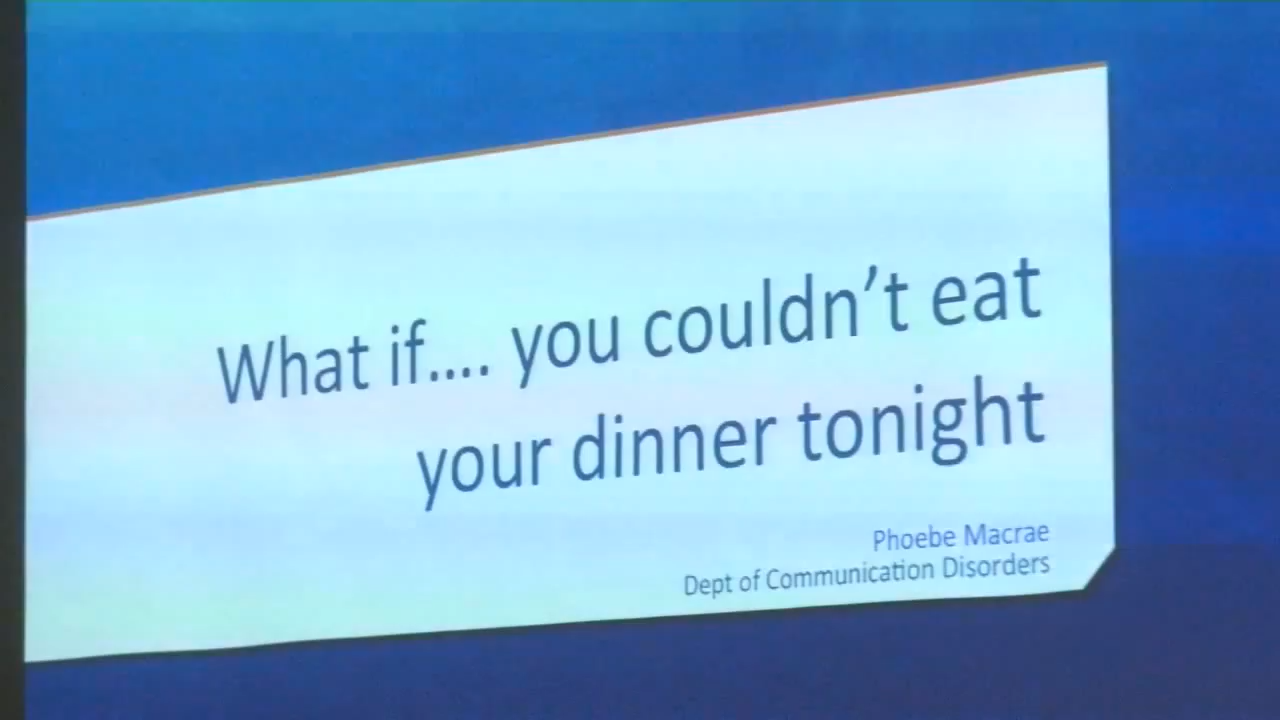 What if.... you couldn't eat
your dinner tonight
Phoebe Macrae
Dept of Communication Disorders